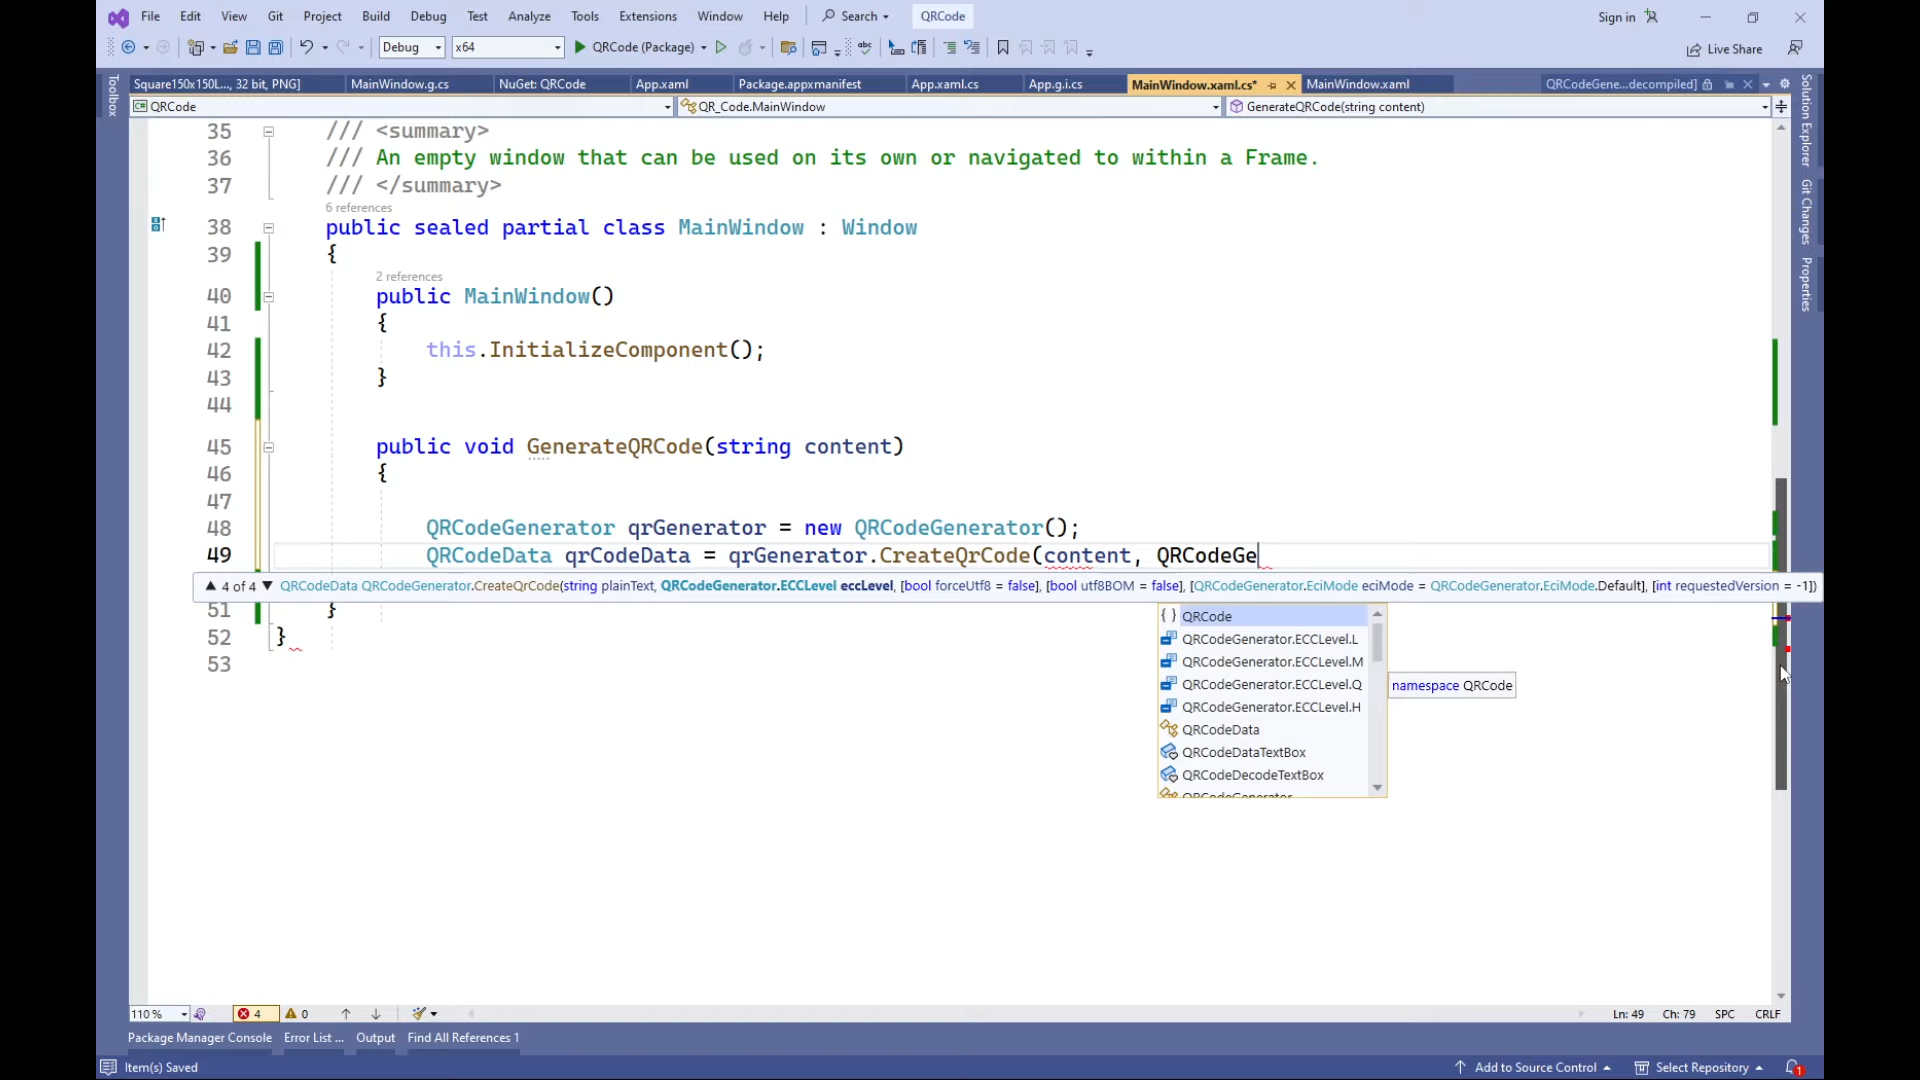 File Edit View Git Project Build Debug Test Analyze Tools Extensions Window Help Search QRCode Sign in
Debug x64 QRCode (Package) Live Share
Square150x150L..., 32 bit, PNG] MainWindow.g.cs NuGet: QRCode App.xaml Package.appxmanifest App.xaml.cs App.g.i.cs MainWindow.xaml.cs* MainWindow.xaml QRCodeGene...decompiled]
QRCode QR_Code.MainWindow GenerateQRCode(string content)
Toolbox
Solution Explorer
Git Changes
Properties
35 /// <summary>
36 /// An empty window that can be used on its own or navigated to within a Frame.
37 /// </summary>
6 references
38 public sealed partial class MainWindow : Window
39 {
2 references
40 public MainWindow()
41 {
42 this.InitializeComponent();
43 }
44
45 public void GenerateQRCode(string content)
46 {
47
48 QRCodeGenerator qrGenerator = new QRCodeGenerator();
49 QRCodeData qrCodeData = qrGenerator.CreateQrCode(content, QRCodeGe
4 of 4 QRCodeData QRCodeGenerator.CreateQrCode(string plainText, QRCodeGenerator.ECCLevel eccLevel, [bool forceUtf8 = false], [bool utf8BOM = false], [QRCodeGenerator.EciMode eciMode = QRCodeGenerator.EciMode.Default], [int requestedVersion = -1])
51 }
52 }
53
QRCode
QRCodeGenerator.ECCLevel.L
QRCodeGenerator.ECCLevel.M
QRCodeGenerator.ECCLevel.Q
QRCodeGenerator.ECCLevel.H
QRCodeData
QRCodeDataTextBox
QRCodeDecodeTextBox
QRCodeGenerator
namespace QRCode
110 % 4 0 Ln: 49 Ch: 79 SPC CRLF
Package Manager Console Error List ... Output Find All References 1
Item(s) Saved Add to Source Control Select Repository 1